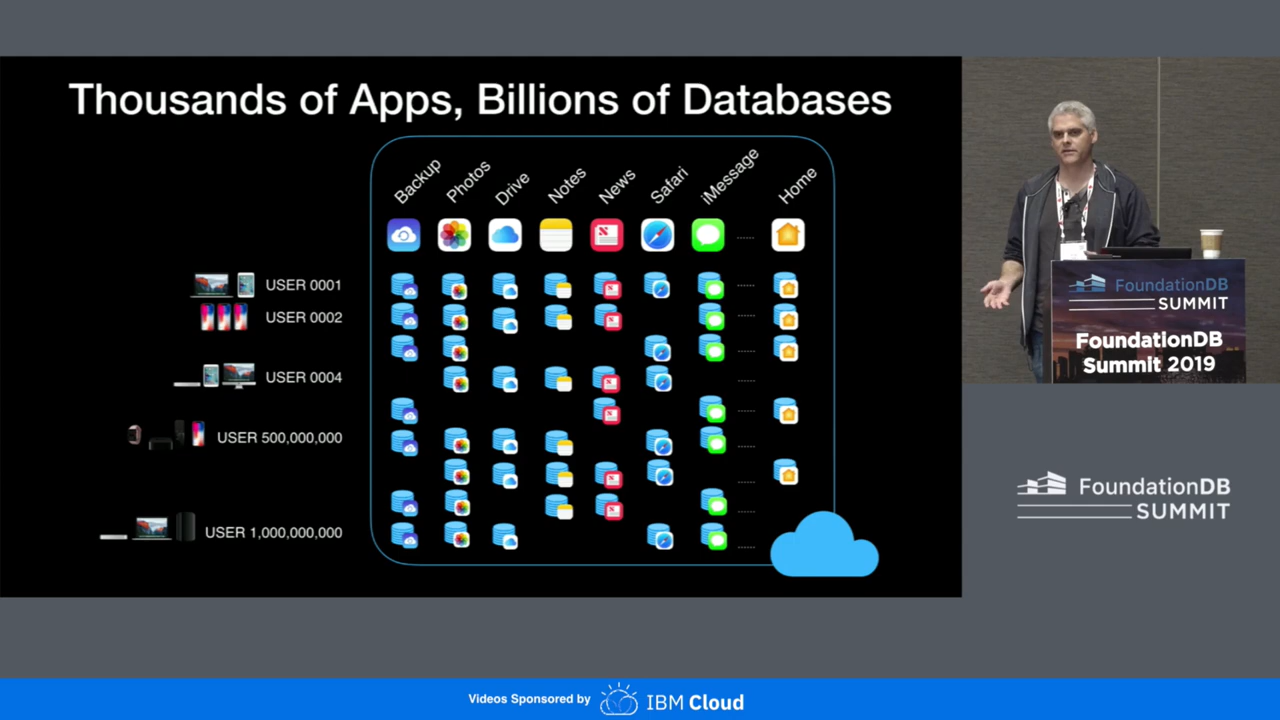 Thousands of Apps, Billions of Databases
Backup
Photos
Drive
Notes
News
Safari
iMessage
......
Home
USER 0001
USER 0002
USER 0004
USER 500,000,000
USER 1,000,000,000
FoundationDB
SUMMIT
FoundationDB
Summit 2019
FoundationDB
SUMMIT
Videos Sponsored by
IBM Cloud